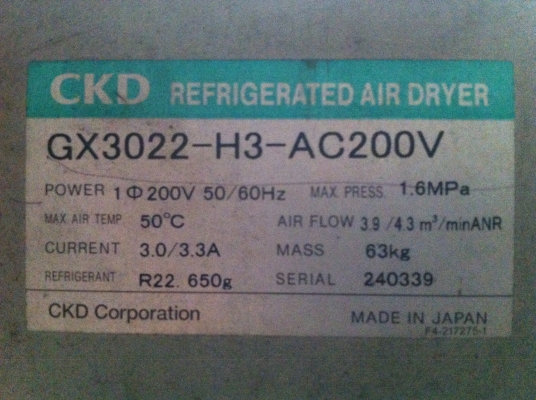 CKD REFRIGERATED AIR DRYER
GX3022-H3-AC200V
POWER 1Φ200V 50/60Hz MAX. PRESS. 1.6MPa
MAX. AIR TEMP. 50°C AIR FLOW 3.9/4.3 m³/minANR
CURRENT 3.0/3.3A MASS 63kg
REFRIGERANT R22. 650g SERIAL 240339
CKD Corporation MADE IN JAPAN
F4-217275-1